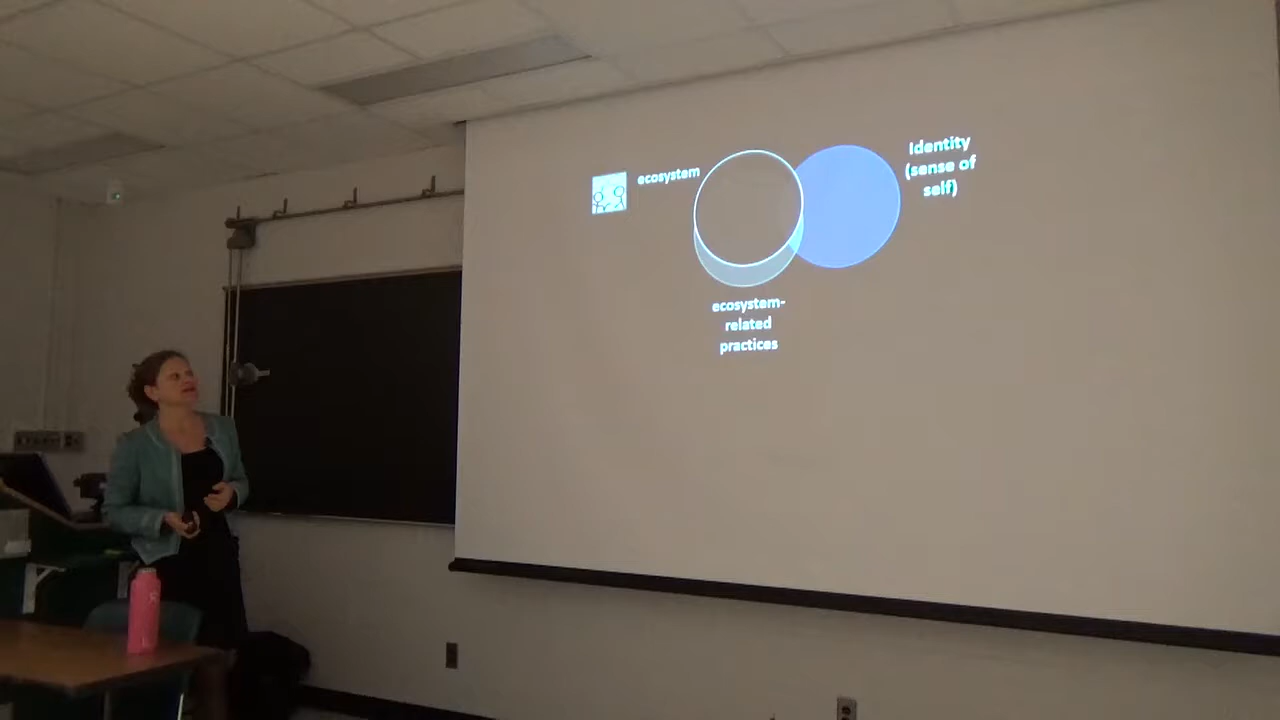 ecosystem
Identity
(sense of
self)
ecosystem-
related
practices